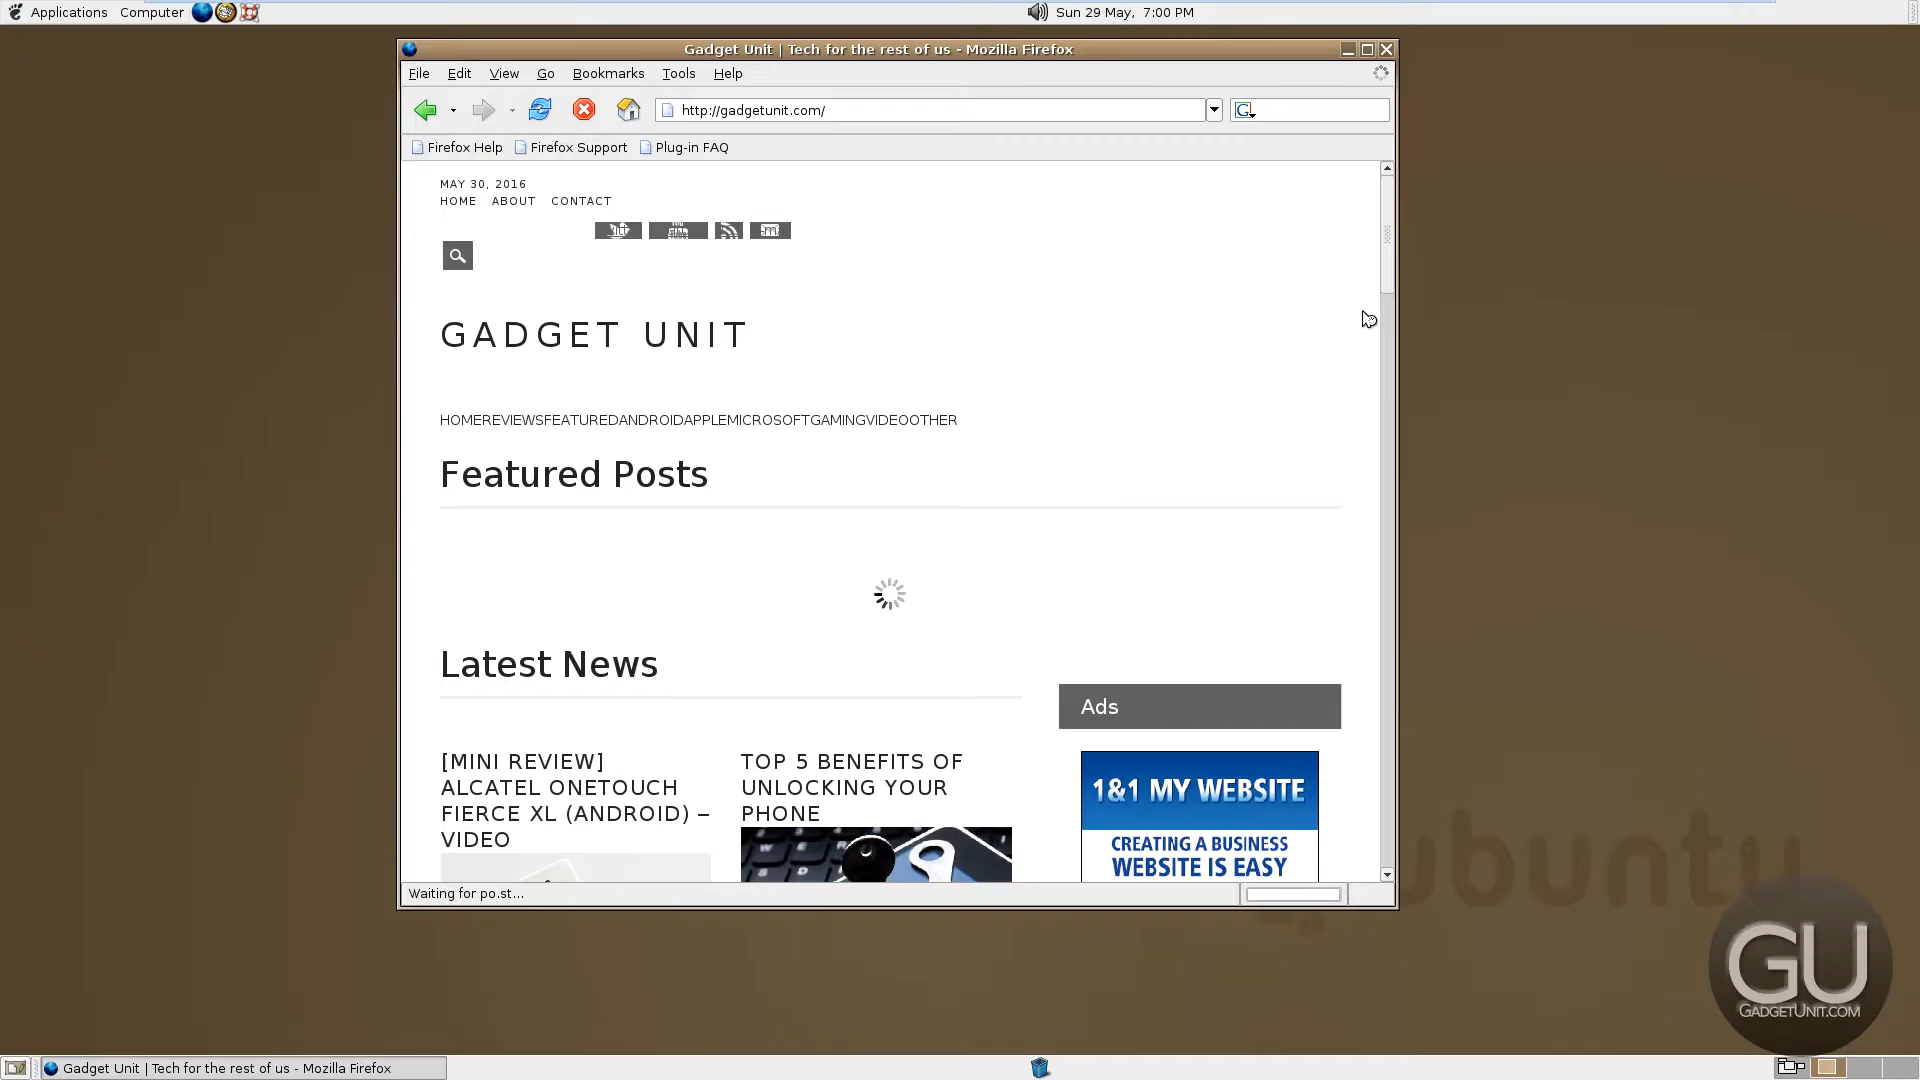 Applications Computer
Sun 29 May, 7:00 PM
Gadget Unit | Tech for the rest of us - Mozilla Firefox
File Edit View Go Bookmarks Tools Help
http://gadgetunit.com/
G
Firefox Help Firefox Support Plug-in FAQ
MAY 30, 2016
HOME ABOUT CONTACT
GADGET UNIT
HOMEREVIEWSFEATUREDANDROIDAPPLEMICROSOFTGAMINGVIDEOOTHER
Featured Posts
Latest News
Ads
[MINI REVIEW]
ALCATEL ONETOUCH
FIERCE XL (ANDROID) –
VIDEO
TOP 5 BENEFITS OF
UNLOCKING YOUR
PHONE
1&1 MY WEBSITE
CREATING A BUSINESS
WEBSITE IS EASY
Waiting for po.st...
ubuntu
GU
GADGETUNIT.COM
Gadget Unit | Tech for the rest of us - Mozilla Firefox